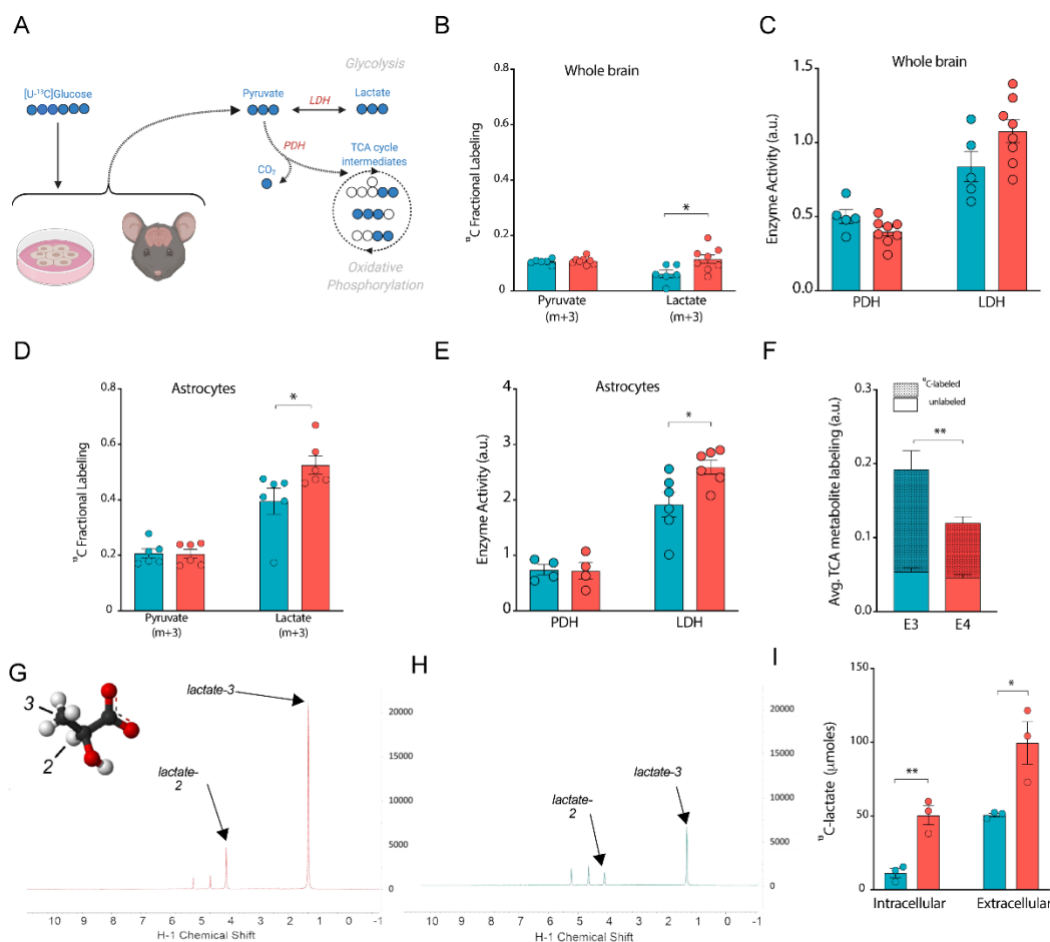 A
[U-¹³C]Glucose
Pyruvate
LDH
Lactate
Glycolysis
PDH
CO₂
TCA cycle
intermediates
Oxidative
Phosphorylation
B
Whole brain
¹³C Fractional Labeling
0.8
0.6
0.4
0.2
0
*
Pyruvate
(m+3)
Lactate
(m+3)
C
Whole brain
Enzyme Activity (a.u.)
1.5
1.0
0.5
0.0
PDH
LDH
D
Astrocytes
¹³C Fractional Labeling
0.8
0.6
0.4
0.2
0
*
Pyruvate
(m+3)
Lactate
(m+3)
E
Astrocytes
Enzyme Activity (a.u.)
4
3
2
1
0
*
PDH
LDH
F
¹³C-labeled
unlabeled
Avg. TCA metabolite labeling (a.u.)
0.3
0.2
0.1
0.0
**
E3
E4
G
3
2
lactate-3
lactate-
2
20000
15000
10000
5000
0
10 9 8 7 6 5 4 3 2 1 0 -1
H-1 Chemical Shift
H
lactate-3
lactate-
2
20000
15000
10000
5000
0
10 9 8 7 6 5 4 3 2 1 0 -1
H-1 Chemical Shift
I
¹³C-lactate (μmoles)
150
100
50
0
**
*
Intracellular
Extracellular